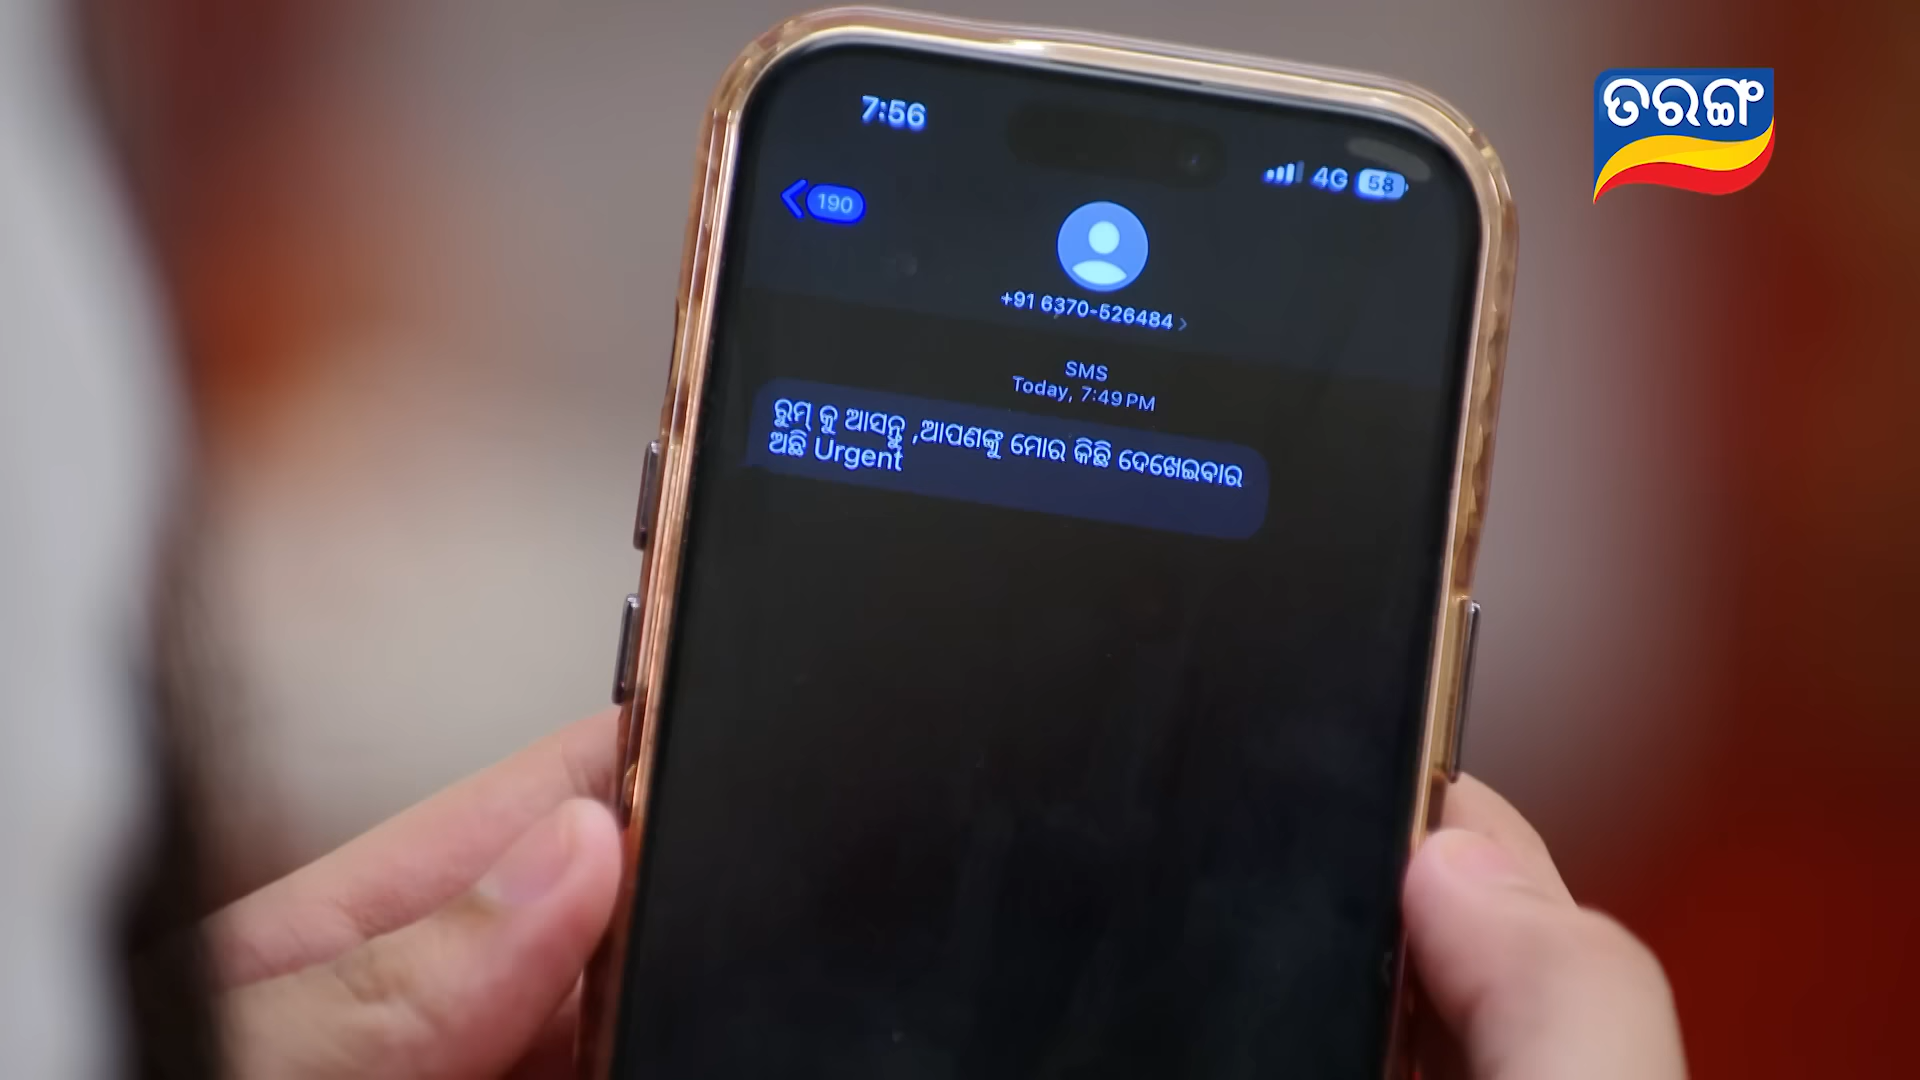 ତରଙ୍ଗ
7:56
4G 58
190
+91 6370-526484
SMS
Today, 7:49 PM
ରୁମ୍ କୁ ଆସନ୍ତୁ ,ଆପଣଙ୍କୁ ମୋର କିଛି ଦେଖେଇବାର
ଅଛି Urgent